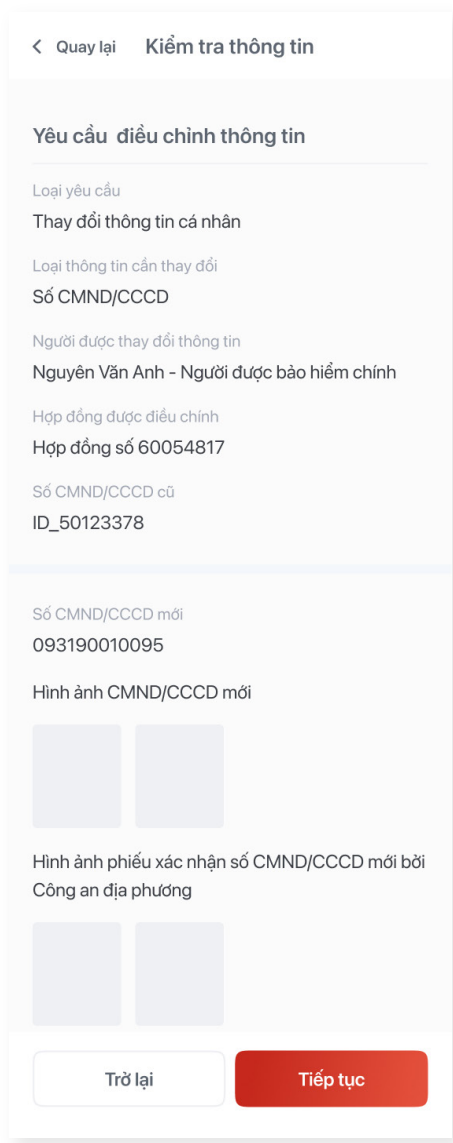 Quay lại Kiểm tra thông tin
Yêu cầu điều chỉnh thông tin
Loại yêu cầu
Thay đổi thông tin cá nhân
Loại thông tin cần thay đổi
Số CMND/CCCD
Người được thay đổi thông tin
Nguyên Văn Anh - Người được bảo hiểm chính
Hợp đồng được điều chính
Hợp đồng số 60054817
Số CMND/CCCD cũ
ID_50123378
Số CMND/CCCD mới
093190010095
Hình ảnh CMND/CCCD mới
Hình ảnh phiếu xác nhận số CMND/CCCD mới bởi
Công an địa phương
Trở lại Tiếp tục